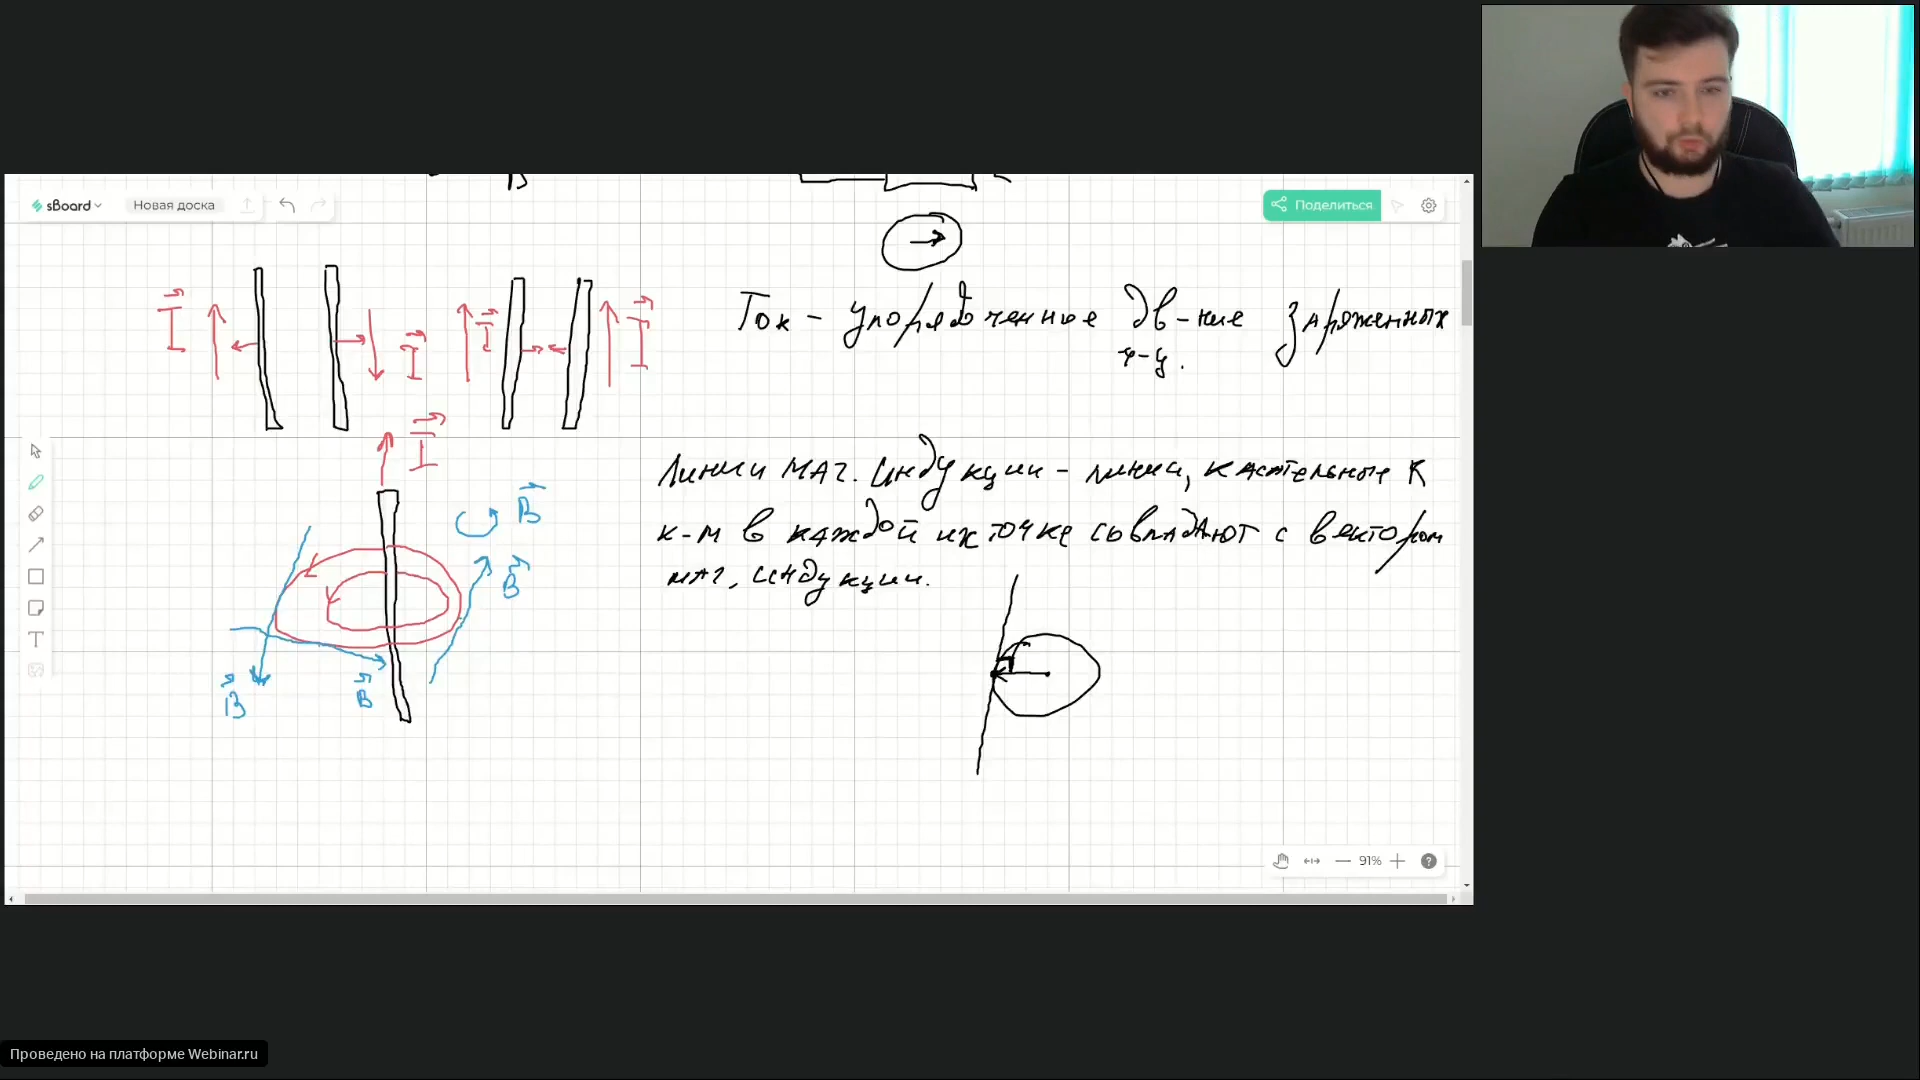 B
sBoard
Новая доска
Поделиться
I
I
I
I
Ток - упорядоченное дв-ние заряженных
ч-ц.
I
Линии маг. индукции - линии, касательные к
к-м в каждой их точке совпадают с вектором
маг. индукции.
B
B
B
B
T
91%
Проведено на платформе Webinar.ru